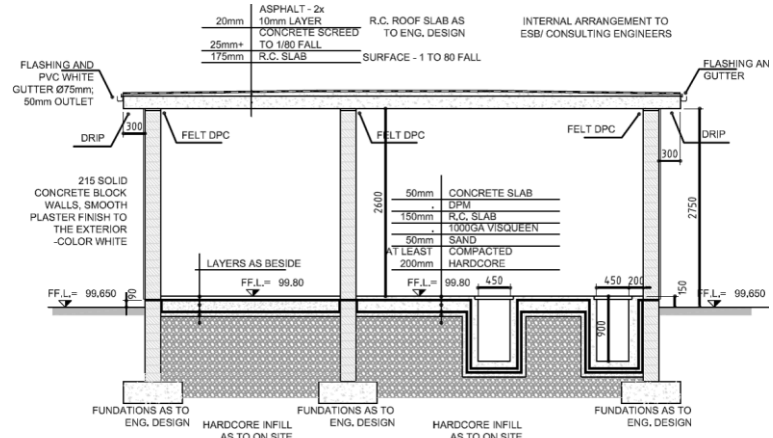 ASPHALT - 2x
20mm 10mm LAYER
CONCRETE SCREED
25mm+ TO 1/80 FALL
175mm R.C. SLAB
R.C. ROOF SLAB AS
TO ENG. DESIGN
SURFACE - 1 TO 80 FALL
INTERNAL ARRANGEMENT TO
ESB/ CONSULTING ENGINEERS
FLASHING AND
PVC WHITE
GUTTER Ø75mm;
50mm OUTLET
FLASHING AN
GUTTER
DRIP
300
FELT DPC
FELT DPC
FELT DPC
DRIP
300
215 SOLID
CONCRETE BLOCK
WALLS, SMOOTH
PLASTER FINISH TO
THE EXTERIOR
-COLOR WHITE
2600
50mm CONCRETE SLAB
. DPM
150mm R.C. SLAB
. 1000GA VISQUEEN
50mm SAND
AT LEAST COMPACTED
200mm HARDCORE
2750
LAYERS AS BESIDE
FF.L.= 99,650
90
FF.L.= 99.80
FF.L.= 99.80
450
450
200
150
FF.L.= 99,650
900
FUNDATIONS AS TO
ENG. DESIGN
HARDCORE INFILL
AS TO ON SITE
FUNDATIONS AS TO
ENG. DESIGN
HARDCORE INFILL
AS TO ON SITE
FUNDATIONS AS TO
ENG. DESIGN